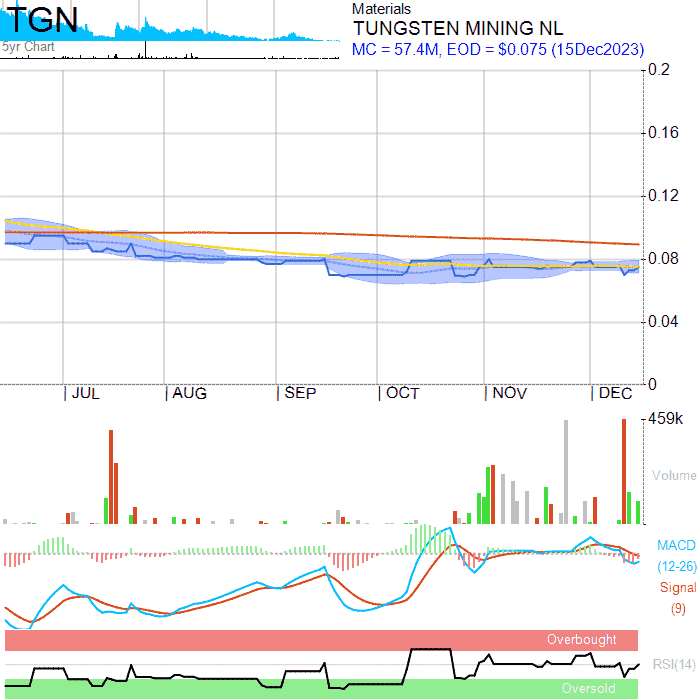 TGN
5yr Chart
Materials
TUNGSTEN MINING NL
MC = 57.4M, EOD = $0.075 (15Dec2023)
0.2
0.16
0.12
0.08
0.04
0
JUL AUG SEP OCT NOV DEC
459k
Volume
MACD
(12-26)
Signal
(9)
Overbought
RSI(14)
Oversold